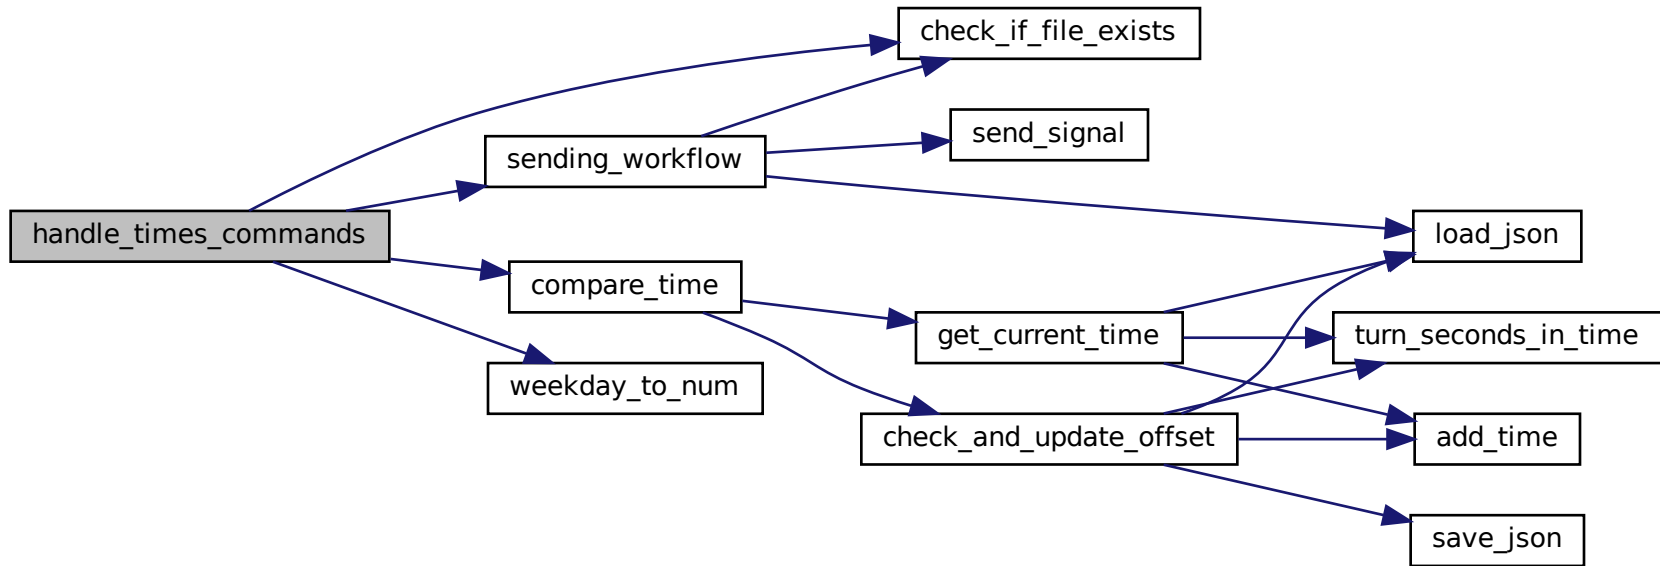 check_if_file_exists
send_signal
sending_workflow
handle_times_commands
load_json
compare_time
get_current_time
turn_seconds_in_time
weekday_to_num
check_and_update_offset
add_time
save_json